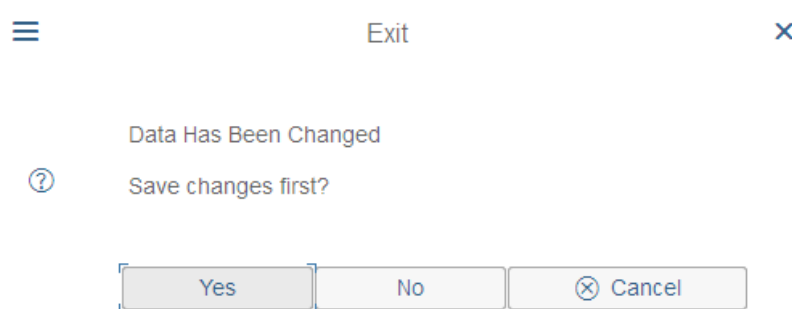 Exit
Data Has Been Changed
Save changes first?
Yes
No
Cancel